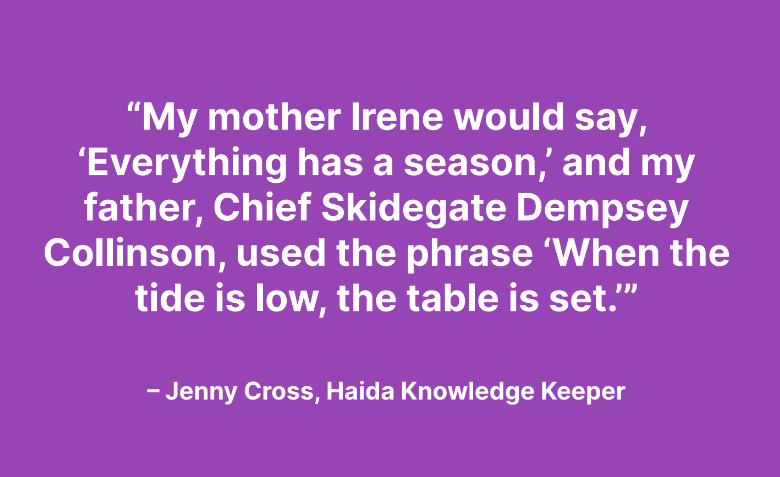 “My mother Irene would say,
‘Everything has a season,’ and my
father, Chief Skidegate Dempsey
Collinson, used the phrase ‘When the
tide is low, the table is set.’”
– Jenny Cross, Haida Knowledge Keeper